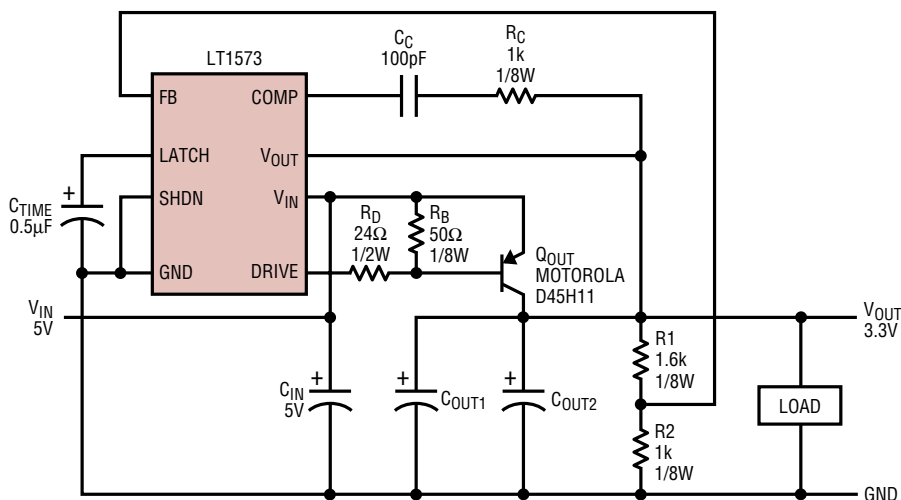 LT1573
FB
LATCH
SHDN
GND
COMP
VOUT
VIN
DRIVE
CC
100pF
RC
1k
1/8W
CTIME
0.5µF
+
RD
24Ω
1/2W
RB
50Ω
1/8W
QOUT
MOTOROLA
D45H11
VIN
5V
VOUT
3.3V
+
CIN
5V
+
COUT1
+
COUT2
R1
1.6k
1/8W
R2
1k
1/8W
LOAD
GND